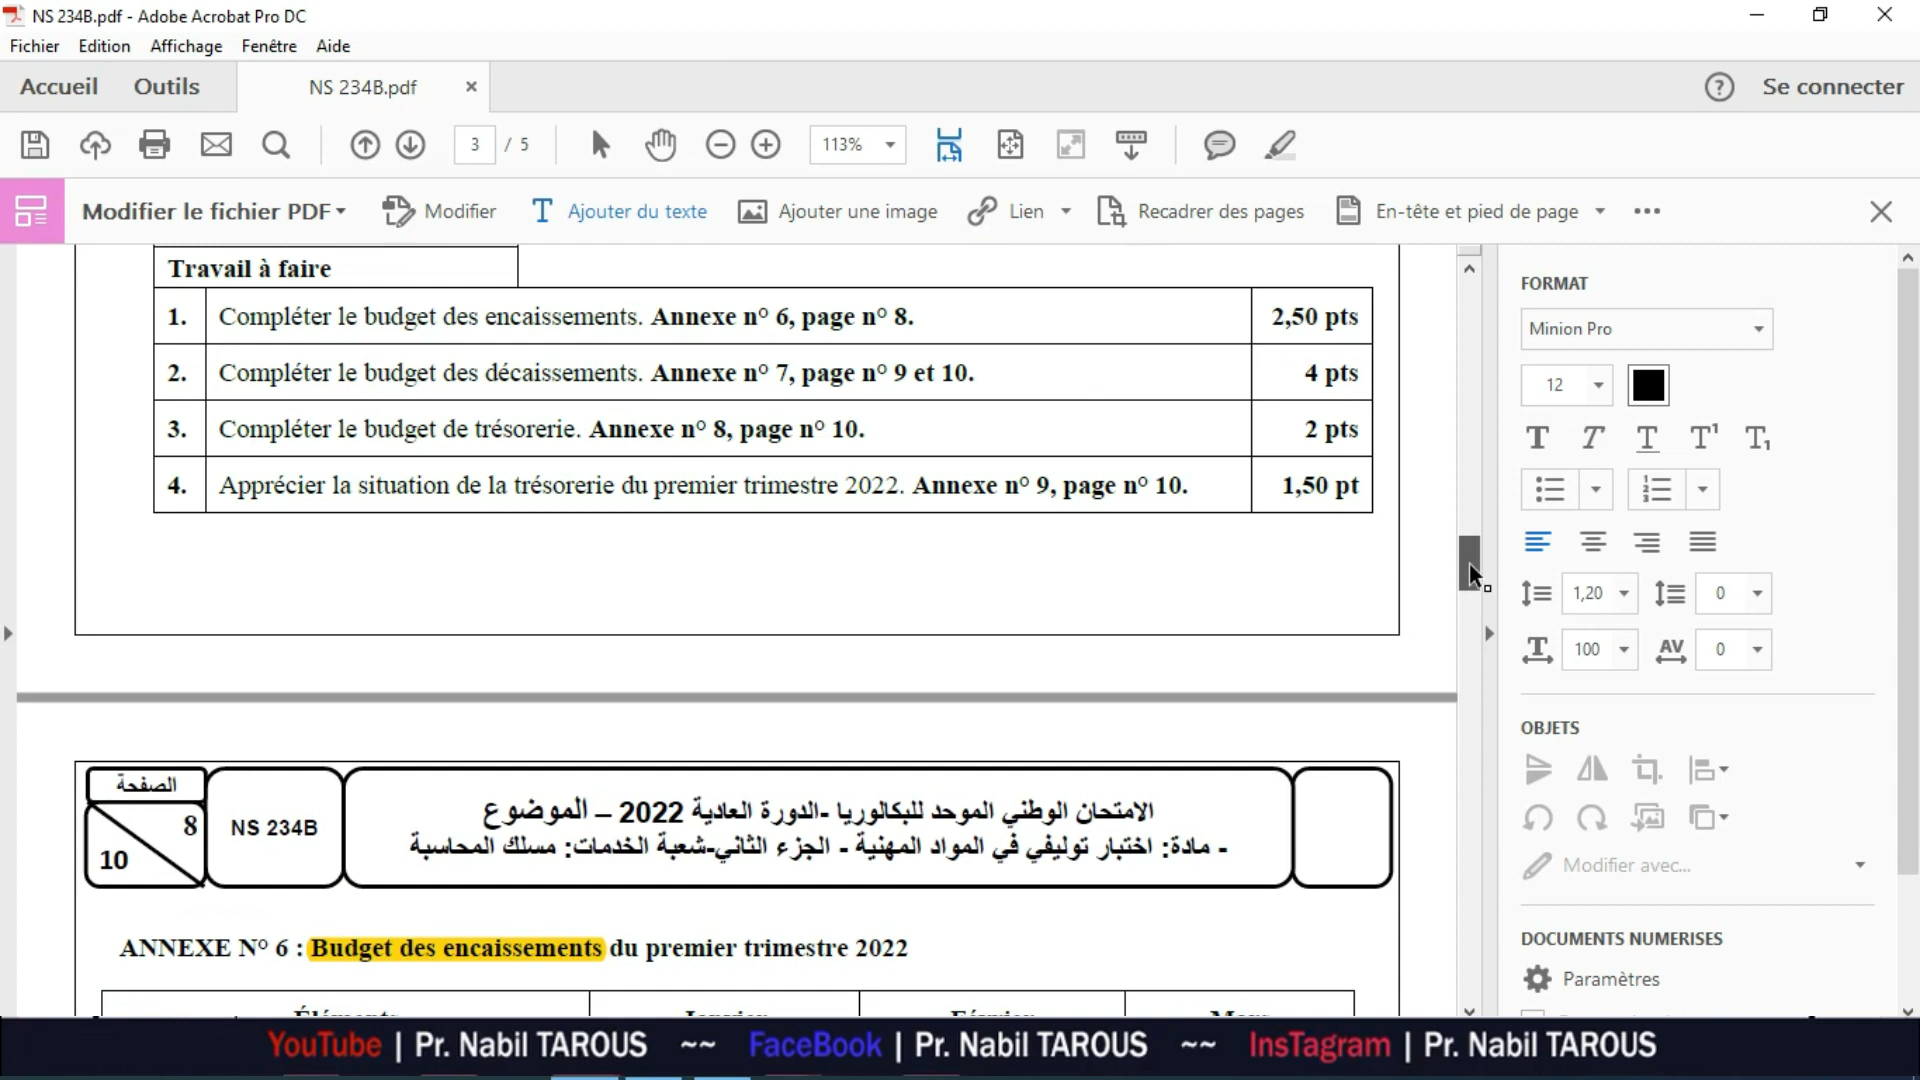 NS 234B.pdf - Adobe Acrobat Pro DC
Fichier Edition Affichage Fenêtre Aide
Accueil Outils NS 234B.pdf × ? Se connecter
3 / 5 113%
Modifier le fichier PDF Modifier Ajouter du texte Ajouter une image Lien Recadrer des pages En-tête et pied de page
Travail à faire
1. Compléter le budget des encaissements. Annexe n° 6, page n° 8. 2,50 pts
2. Compléter le budget des décaissements. Annexe n° 7, page n° 9 et 10. 4 pts
3. Compléter le budget de trésorerie. Annexe n° 8, page n° 10. 2 pts
4. Apprécier la situation de la trésorerie du premier trimestre 2022. Annexe n° 9, page n° 10. 1,50 pt
الصفحة
8
10
NS 234B
الامتحان الوطني الموحد للبكالوريا -الدورة العادية 2022 – الموضوع
- مادة: اختبار توليفي في المواد المهنية - الجزء الثاني-شعبة الخدمات: مسلك المحاسبة
ANNEXE N° 6 : Budget des encaissements du premier trimestre 2022
FORMAT
Minion Pro
12
1,20 0
100 AV 0
OBJETS
Modifier avec...
DOCUMENTS NUMERISES
Paramètres
YouTube | Pr. Nabil TAROUS ~~ FaceBook | Pr. Nabil TAROUS ~~ InsTagram | Pr. Nabil TAROUS